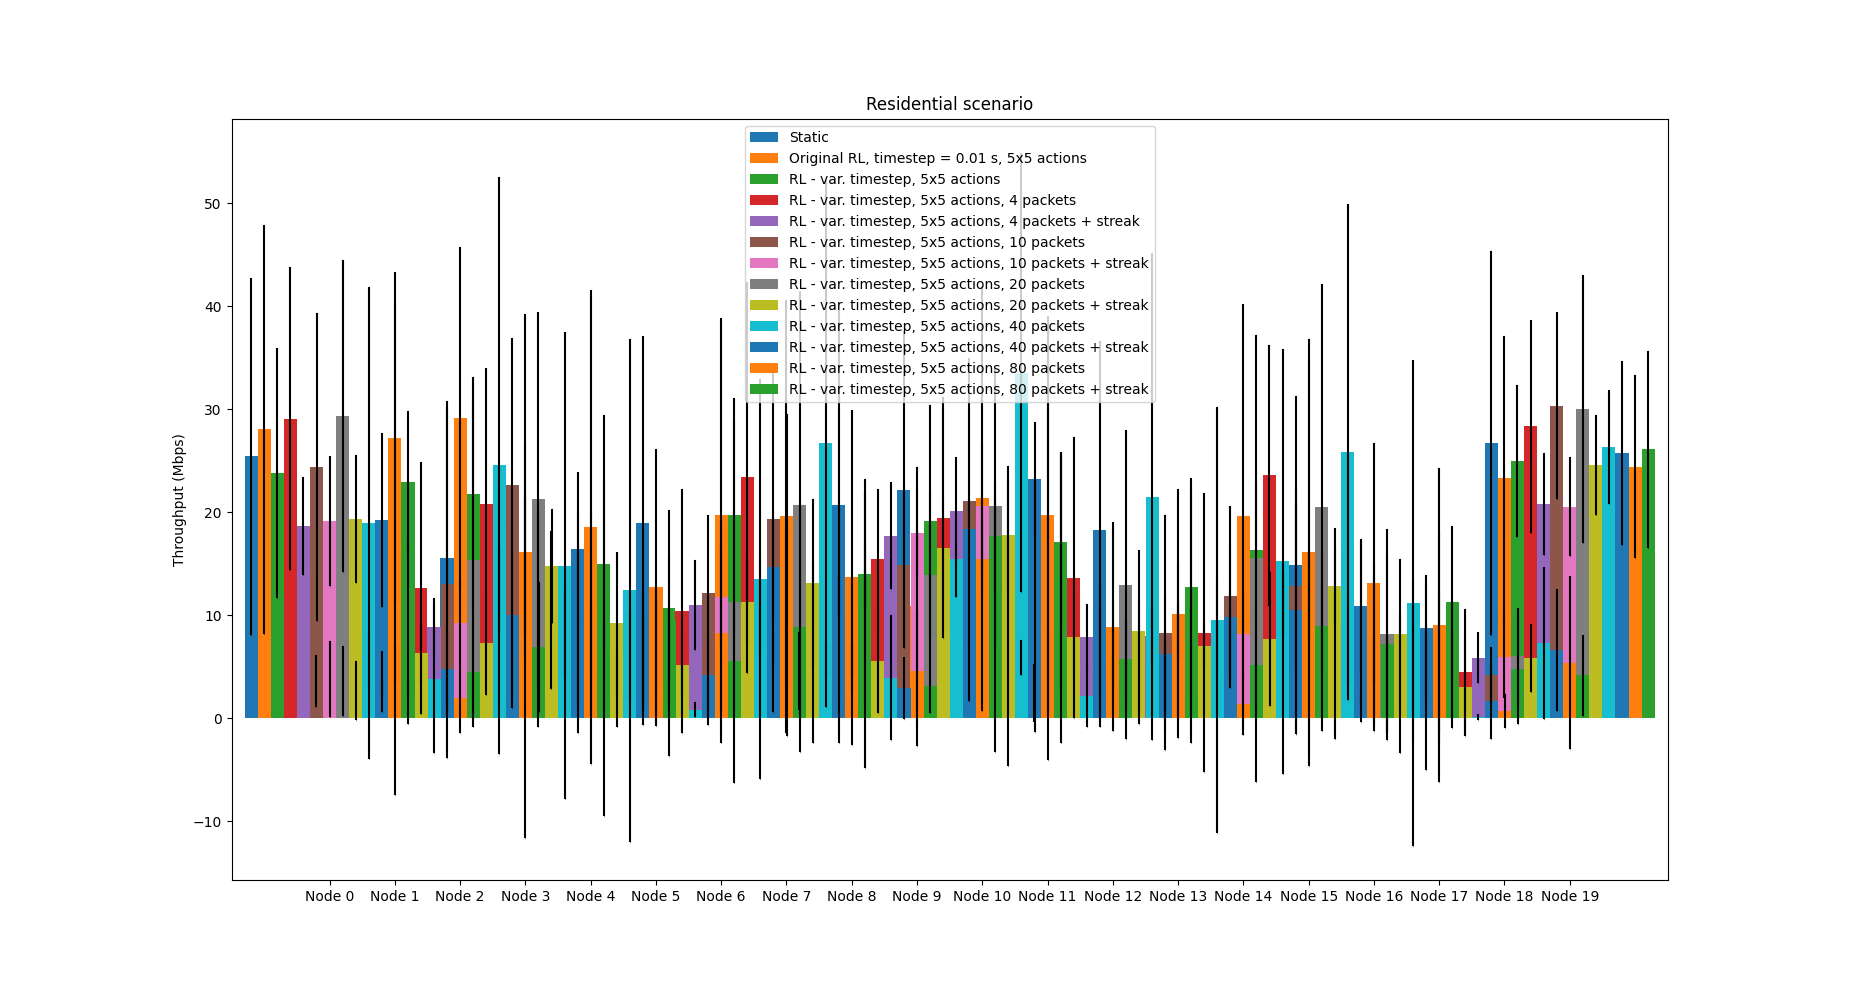 Residential scenario
Static
Original RL, timestep = 0.01 s, 5x5 actions
RL - var. timestep, 5x5 actions
RL - var. timestep, 5x5 actions, 4 packets
RL - var. timestep, 5x5 actions, 4 packets + streak
RL - var. timestep, 5x5 actions, 10 packets
RL - var. timestep, 5x5 actions, 10 packets + streak
RL - var. timestep, 5x5 actions, 20 packets
RL - var. timestep, 5x5 actions, 20 packets + streak
RL - var. timestep, 5x5 actions, 40 packets
RL - var. timestep, 5x5 actions, 40 packets + streak
RL - var. timestep, 5x5 actions, 80 packets
RL - var. timestep, 5x5 actions, 80 packets + streak
Throughput (Mbps)
50
40
30
20
10
0
−10
Node 0 Node 1 Node 2 Node 3 Node 4 Node 5 Node 6 Node 7 Node 8 Node 9 Node 10 Node 11 Node 12 Node 13 Node 14 Node 15 Node 16 Node 17 Node 18 Node 19